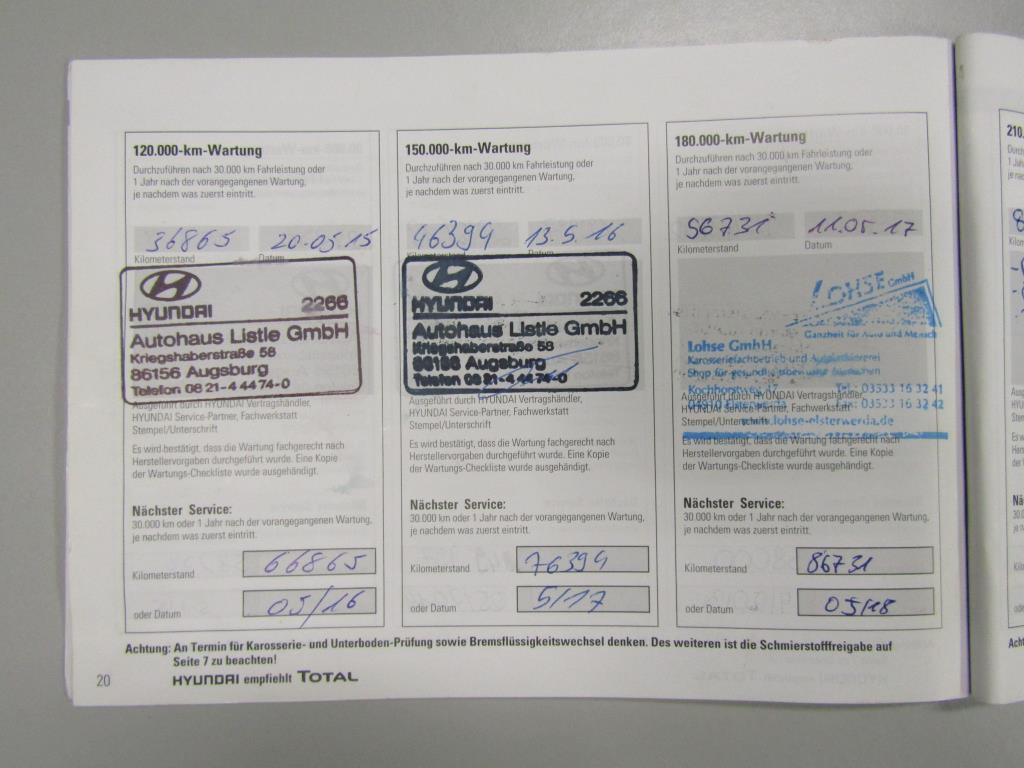 120.000-km-Wartung
Durchzuführen nach 30.000 km Fahrleistung oder
1 Jahr nach der vorangegangenen Wartung,
je nachdem was zuerst eintritt.
36865 20-05-15
Kilometerstand Datum
HYUNDAI 2266
Autohaus Listle GmbH
Kriegshaberstraße 58
86156 Augsburg
Telefon 08 21-4 44 74-0
Ausgeführt durch HYUNDAI Vertragshändler,
HYUNDAI Service-Partner, Fachwerkstatt
Stempel/Unterschrift
Es wird bestätigt, dass die Wartung fachgerecht nach
Herstellervorgaben durchgeführt wurde. Eine Kopie
der Wartungs-Checkliste wurde ausgehändigt.
Nächster Service:
30.000 km oder 1 Jahr nach der vorangegangenen Wartung,
je nachdem was zuerst eintritt.
Kilometerstand 66865
oder Datum 05/16
150.000-km-Wartung
Durchzuführen nach 30.000 km Fahrleistung oder
1 Jahr nach der vorangegangenen Wartung,
je nachdem was zuerst eintritt.
46394 13.5.16
Kilometerstand Datum
HYUNDAI 2266
Autohaus Listle GmbH
Kriegshaberstraße 58
86156 Augsburg
Telefon 08 21-4 44 74-0
Ausgeführt durch HYUNDAI Vertragshändler,
HYUNDAI Service-Partner, Fachwerkstatt
Stempel/Unterschrift
Es wird bestätigt, dass die Wartung fachgerecht nach
Herstellervorgaben durchgeführt wurde. Eine Kopie
der Wartungs-Checkliste wurde ausgehändigt.
Nächster Service:
30.000 km oder 1 Jahr nach der vorangegangenen Wartung,
je nachdem was zuerst eintritt.
Kilometerstand 76394
oder Datum 5/17
180.000-km-Wartung
Durchzuführen nach 30.000 km Fahrleistung oder
1 Jahr nach der vorangegangenen Wartung,
je nachdem was zuerst eintritt.
56731 11.05.17
Kilometerstand Datum
LOHSE GmbH
Ganzheit für Auto und Mensch
Lohse GmbH
Karosseriefachbetrieb und
Shop für
Kochhorstweg 47 Tel.: 03533 16 32 41
Fax: 03533 16 32 42
www.lohse-elsterwerda.de
Ausgeführt durch HYUNDAI Vertragshändler,
HYUNDAI Service-Partner, Fachwerkstatt
Stempel/Unterschrift
Es wird bestätigt, dass die Wartung fachgerecht nach
Herstellervorgaben durchgeführt wurde. Eine Kopie
der Wartungs-Checkliste wurde ausgehändigt.
Nächster Service:
30.000 km oder 1 Jahr nach der vorangegangenen Wartung,
je nachdem was zuerst eintritt.
Kilometerstand 86731
oder Datum 05/18
Achtung: An Termin für Karosserie- und Unterboden-Prüfung sowie Bremsflüssigkeitswechsel denken. Des weiteren ist die Schmierstofffreigabe auf
Seite 7 zu beachten!
20 HYUNDAI empfiehlt TOTAL